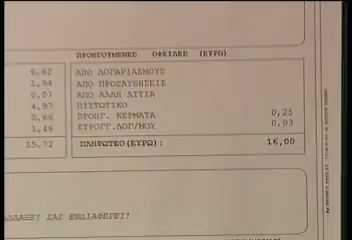 ΠΡΟΗΓΟΥΜΕΝΕΣ ΟΦΕΙΛΕΣ (ΕΥΡΩ)
6,62 ΑΠΟ ΛΟΓΑΡΙΑΣΜΟΥΣ
1,94 ΑΠΟ ΠΡΟΣΑΥΞΗΣΕΙΣ
0,07 ΑΠΟ ΑΛΛΗ ΑΙΤΙΑ
4,97 ΠΙΣΤΩΤΙΚΟ
0,66 ΠΡΟΗΓ. ΚΕΡΜΑΤΑ 0,25
1,46 ΣΤΡΟΓΓ.ΛΟΓ/ΜΟΥ 0,03
15,72 ΠΛΗΡΩΤΕΟ(ΕΥΡΩ): 16,00
ΣΑΣ ΕΝΔΙΑΦΕΡΕΙ!